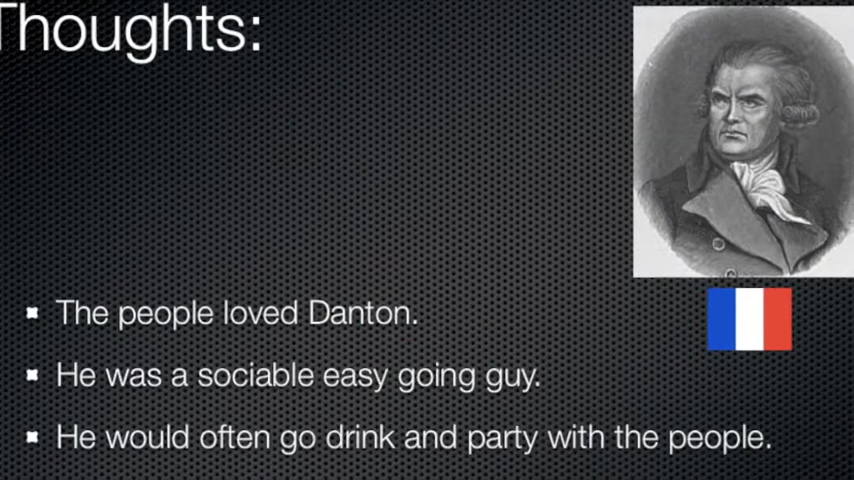 Thoughts:
The people loved Danton.
He was a sociable easy going guy.
He would often go drink and party with the people.